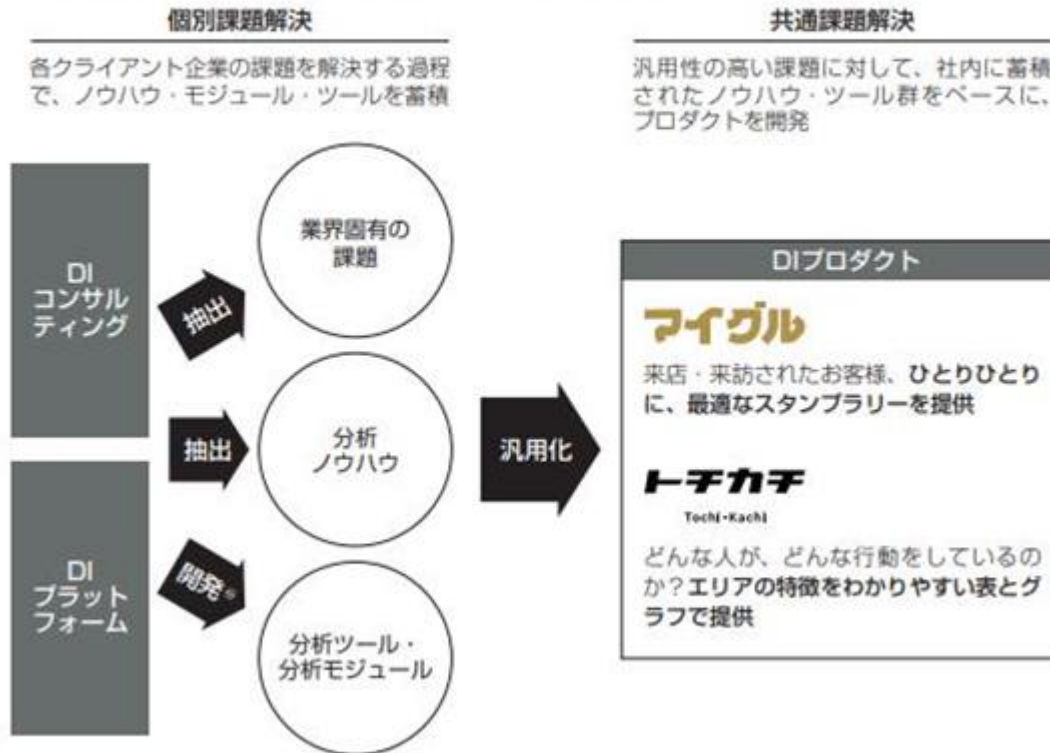 個別課題解決
各クライアント企業の課題を解決する過程
で、ノウハウ・モジュール・ツールを蓄積
共通課題解決
汎用性の高い課題に対して、社内に蓄積
されたノウハウ・ツール群をベースに、
プロダクトを開発
DI
コンサル
ティング
DI
プラット
フォーム
抽出
抽出
開発
業界固有の
課題
分析
ノウハウ
分析ツール・
分析モジュール
汎用化
DIプロダクト
マイグル
来店・来訪されたお客様、ひとりひとり
に、最適なスタンプラリーを提供
トチカチ
Tochi-Kachi
どんな人が、どんな行動をしているの
か？エリアの特徴をわかりやすい表とグ
ラフで提供